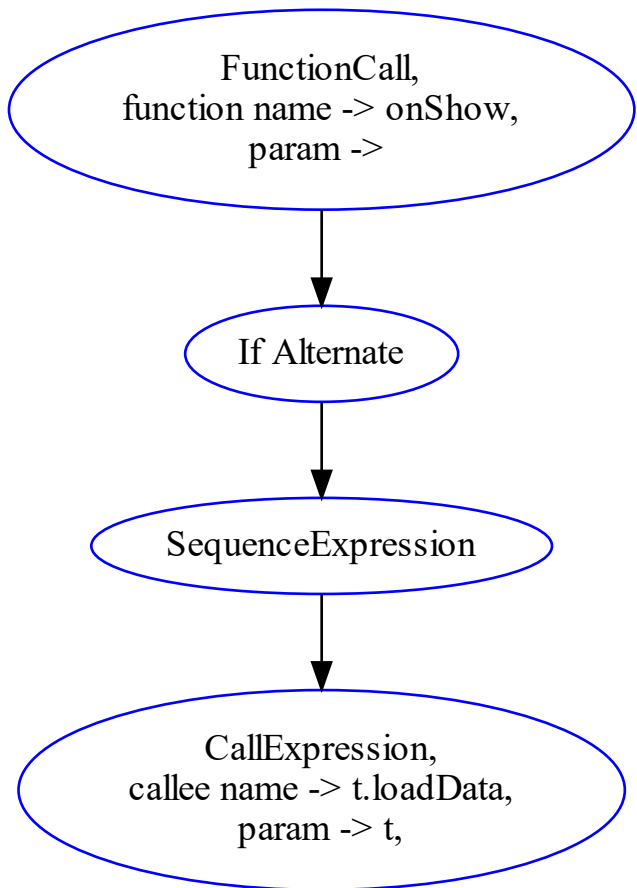 FunctionCall,
function name -> onShow,
param ->
If Alternate
SequenceExpression
CallExpression,
callee name -> t.loadData,
param -> t,